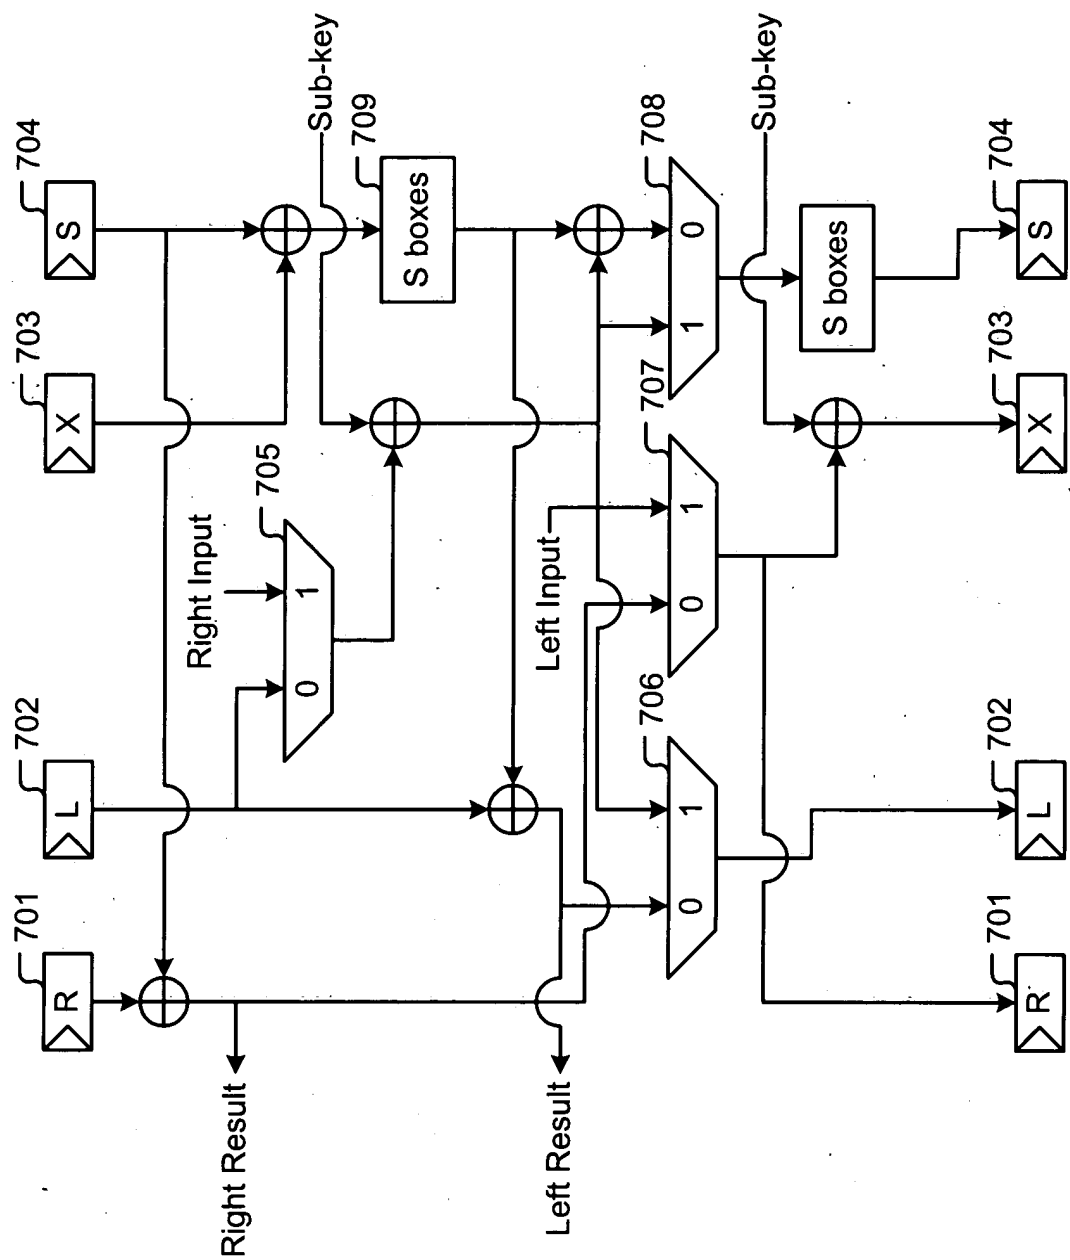 704
S
703
X
702
L
701
R
Sub-key
709
S boxes
705
Right Input
1
0
Right Result
708
0
1
707
1
0
Left Input
706
1
0
Left Result
Sub-key
S boxes
704
S
703
X
702
L
701
R